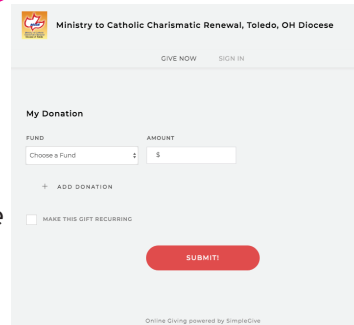 Ministry to Catholic Charismatic Renewal, Toledo, OH Diocese
GIVE NOW SIGN IN
My Donation
FUND AMOUNT
Choose a Fund $
+ ADD DONATION
MAKE THIS GIFT RECURRING
SUBMIT!
Online Giving powered by SimpleGive